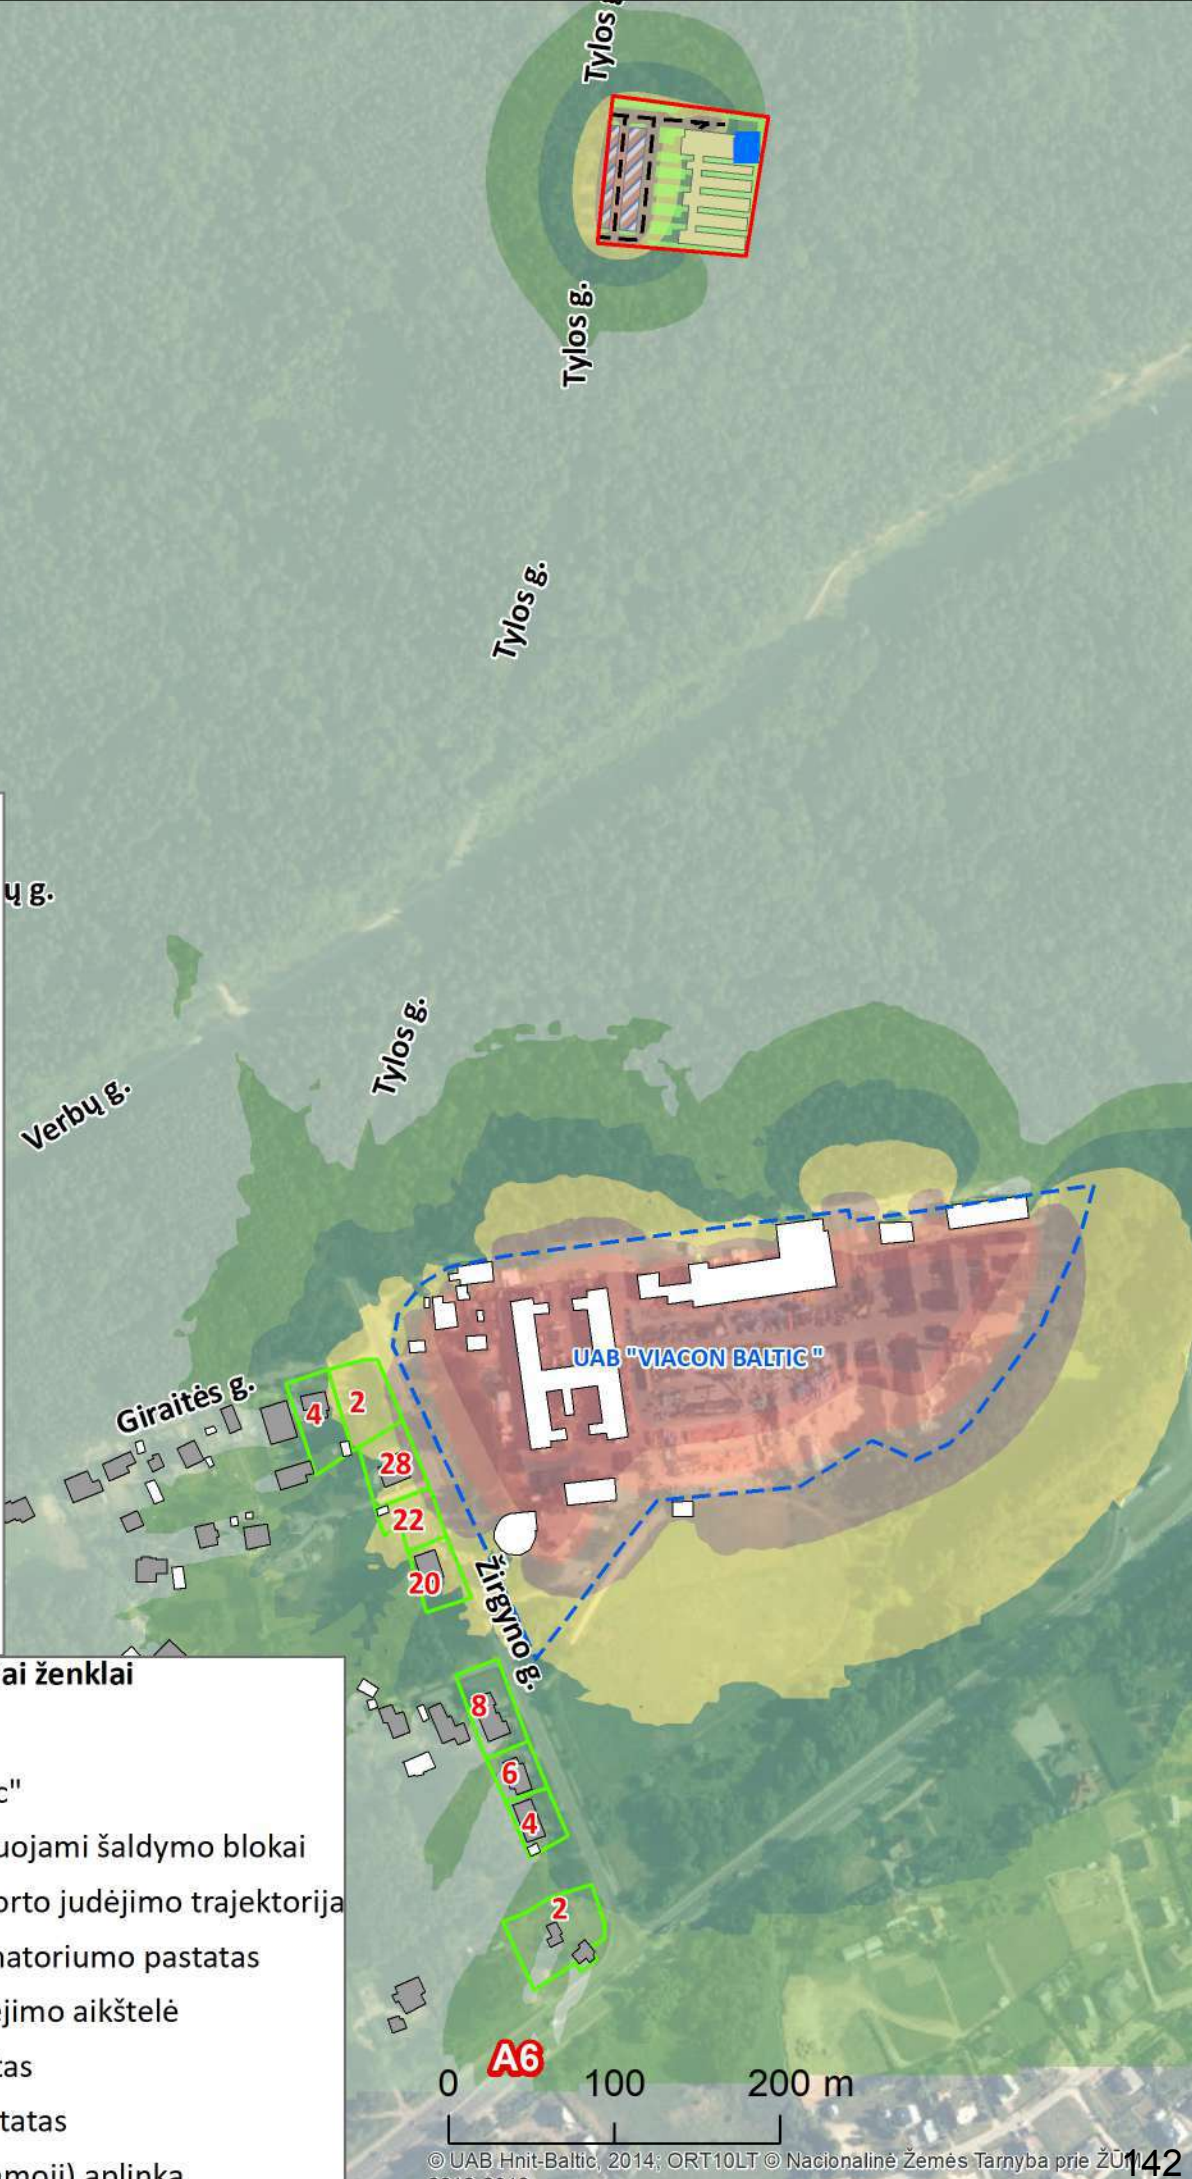 Tylos g
Tylos g.
Tylos g.
ų g.
Tylos g.
Verbų g.
UAB "VIACON BALTIC "
Giraitės g.
4
2
28
22
20
Žirgyno g.
8
6
4
2
A6
ai ženklai
c"
uojami šaldymo blokai
orto judėjimo trajektorija
natoriumo pastatas
ėjimo aikštelė
tatas
amoji) aplinka
0 100 200 m
© UAB Hnit-Baltic, 2014; ORT10LT © Nacionalinė Žemės Tarnyba prie ŽŪM
142